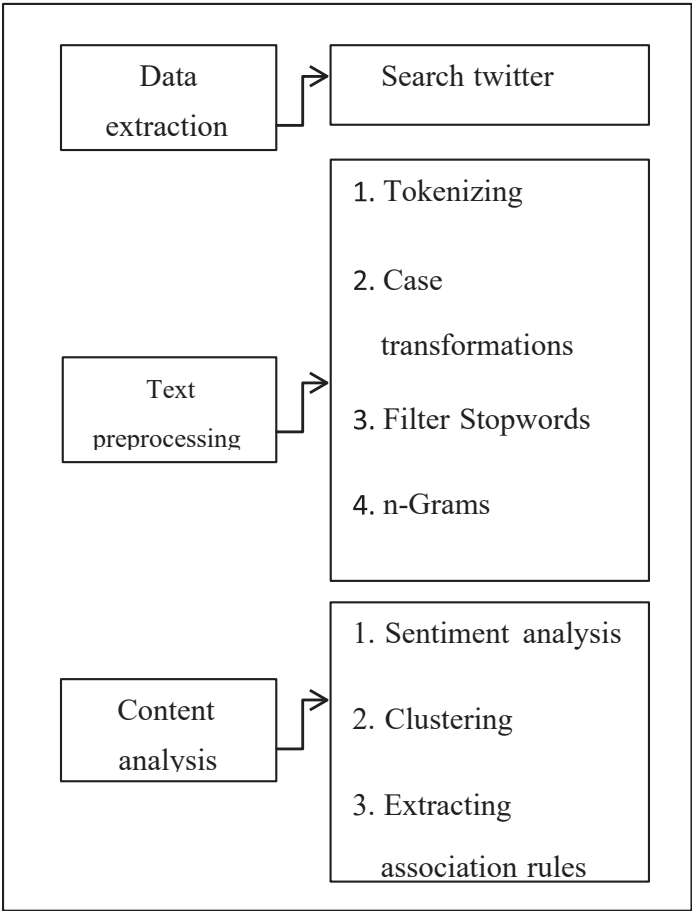 Data
extraction
Search twitter
Text
preprocessing
1. Tokenizing
2. Case
transformations
3. Filter Stopwords
4. n-Grams
Content
analysis
1. Sentiment analysis
2. Clustering
3. Extracting
association rules